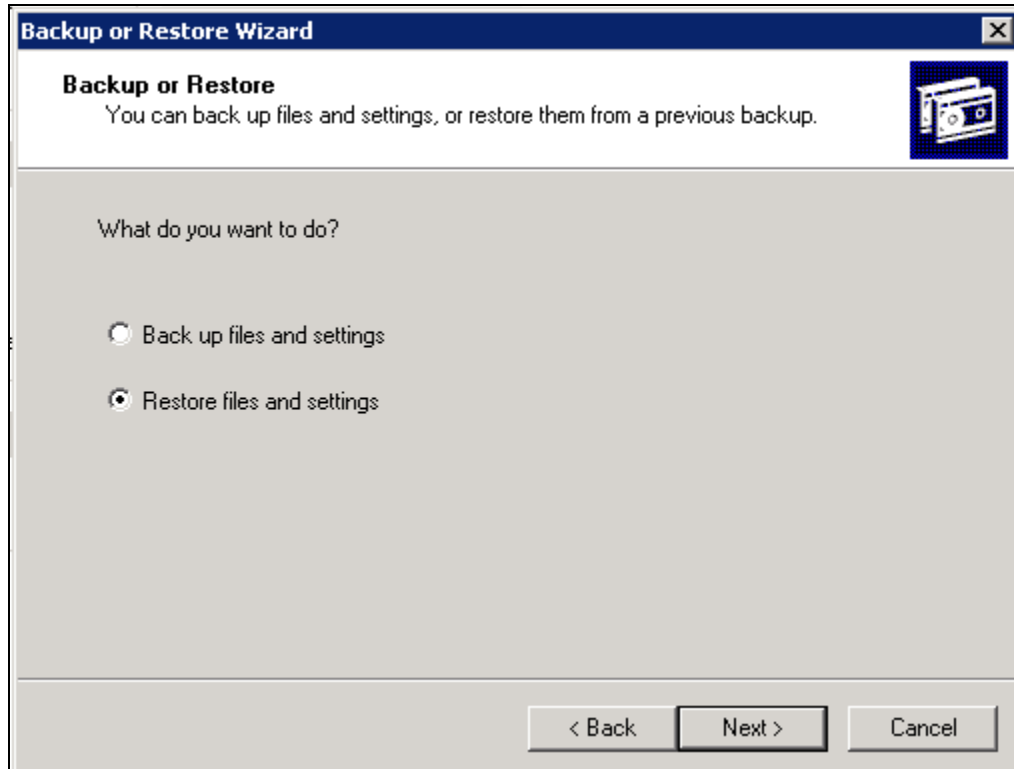 Backup or Restore Wizard
Backup or Restore
You can back up files and settings, or restore them from a previous backup.
What do you want to do?
Back up files and settings
Restore files and settings
< Back Next > Cancel